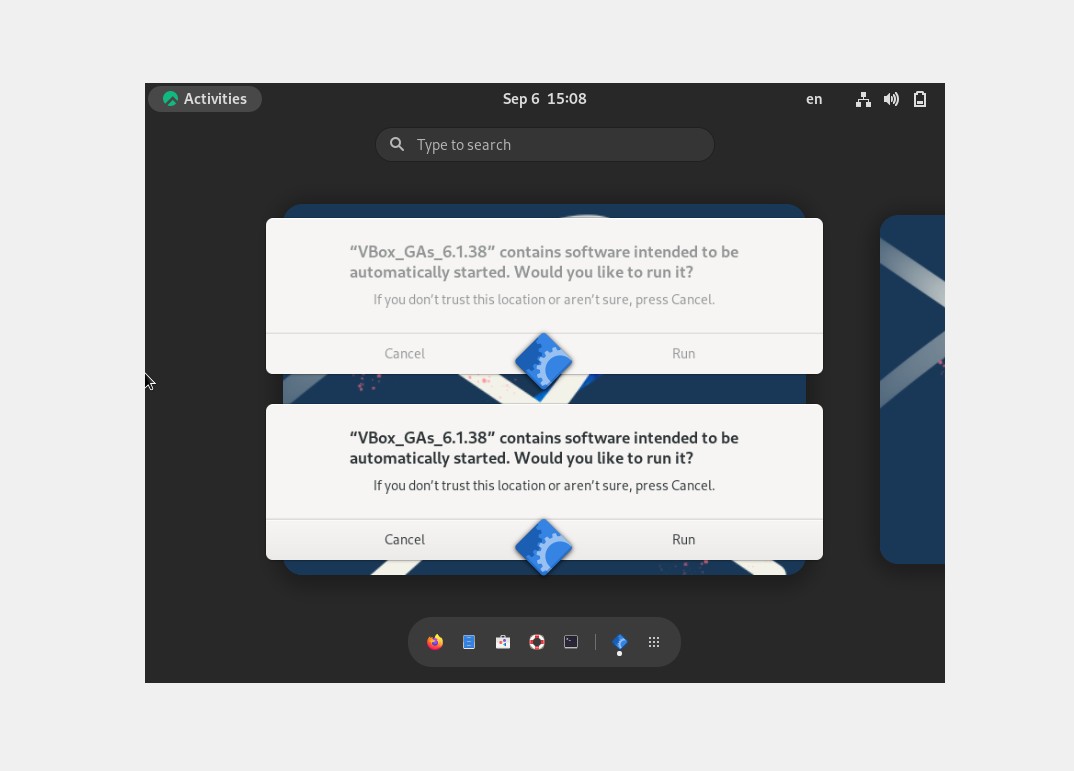 Activities
Sep 6 15:08
en
Type to search
“VBox_GAs_6.1.38” contains software intended to be
automatically started. Would you like to run it?
If you don’t trust this location or aren’t sure, press Cancel.
Cancel
Run
“VBox_GAs_6.1.38” contains software intended to be
automatically started. Would you like to run it?
If you don’t trust this location or aren’t sure, press Cancel.
Cancel
Run